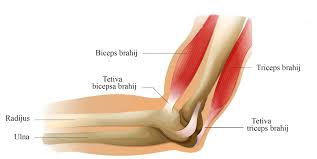 Biceps brahij
Triceps brahij
Tetiva
bicepsa brahij
Radijus
Ulna
Tetiva
triceps brahij